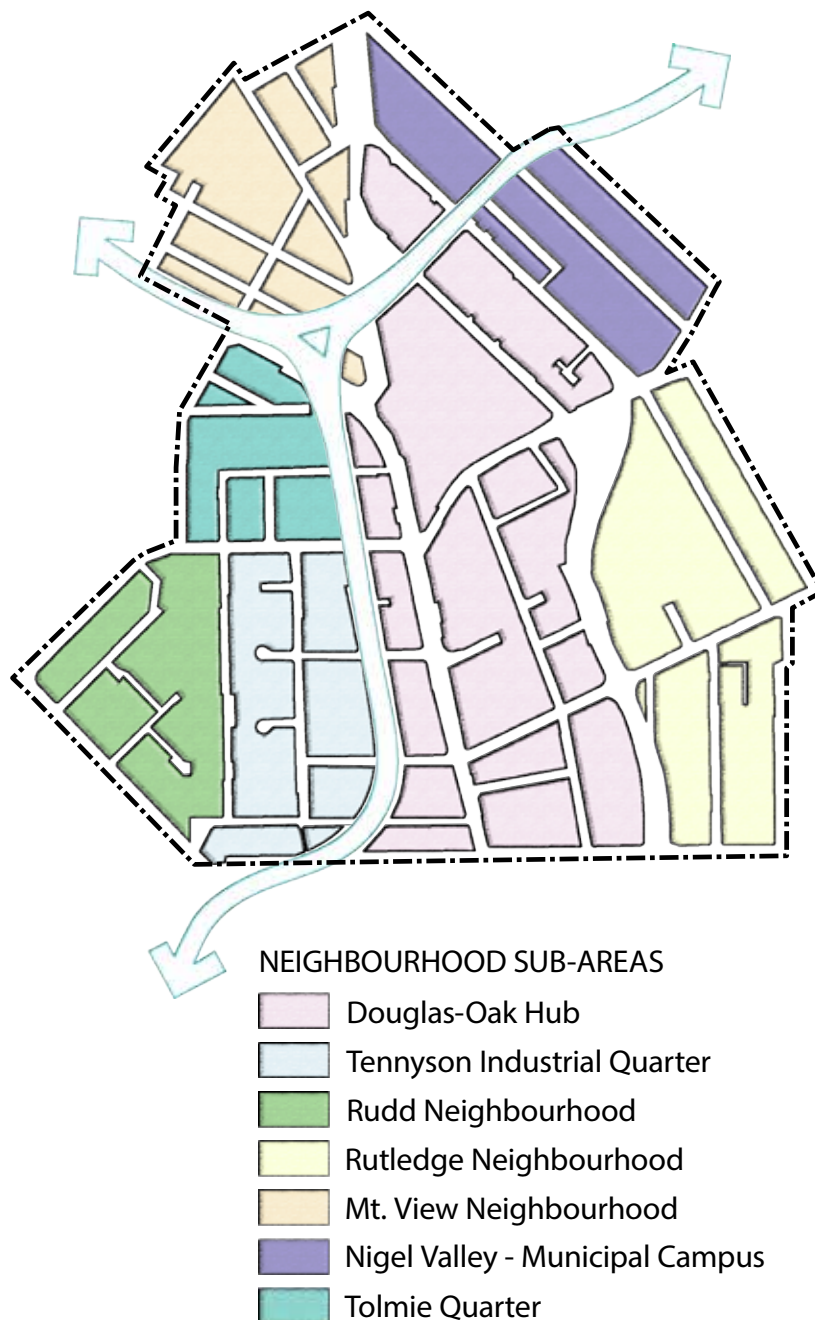 NEIGHBOURHOOD SUB-AREAS
Douglas-Oak Hub
Tennyson Industrial Quarter
Rudd Neighbourhood
Rutledge Neighbourhood
Mt. View Neighbourhood
Nigel Valley - Municipal Campus
Tolmie Quarter